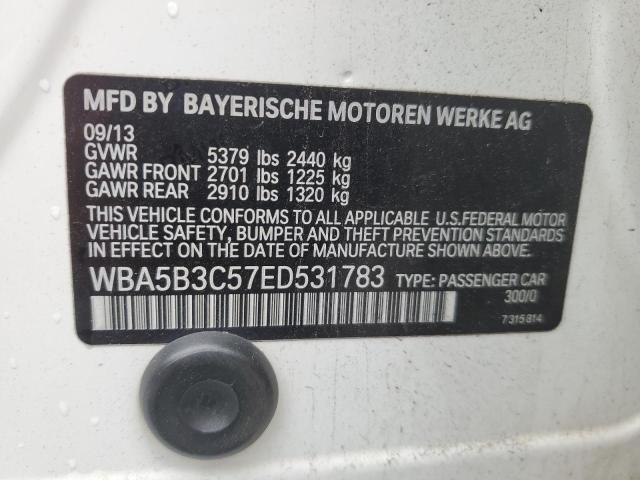 MFD BY BAYERISCHE MOTOREN WERKE AG
09/13
GVWR 5379 lbs 2440 kg
GAWR FRONT 2701 lbs 1225 kg
GAWR REAR 2910 lbs 1320 kg
THIS VEHICLE CONFORMS TO ALL APPLICABLE U.S.FEDERAL MOTOR
VEHICLE SAFETY, BUMPER AND THEFT PREVENTION STANDARDS
IN EFFECT ON THE DATE OF MANUFACTURE SHOWN ABOVE.
WBA5B3C57ED531783 TYPE: PASSENGER CAR
300/0
7315814